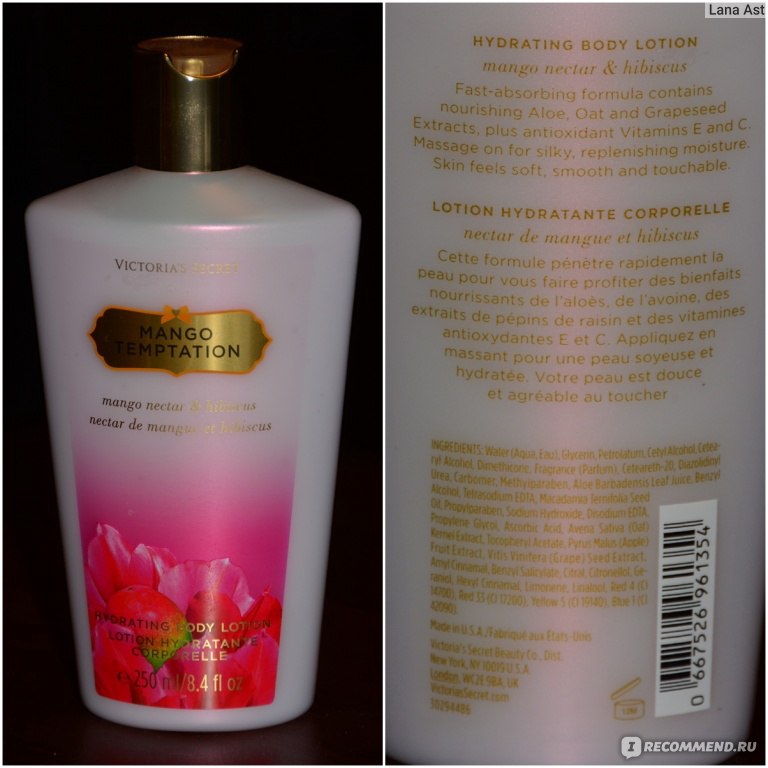 VICTORIA'S SECRET
MANGO
TEMPTATION
mango nectar & hibiscus
nectar de mangue et hibiscus
HYDRATING BODY LOTION
LOTION HYDRATANTE
CORPORELLE
e 250 ml/8.4 fl oz
Lana Ast
HYDRATING BODY LOTION
mango nectar & hibiscus
Fast-absorbing formula contains
nourishing Aloe, Oat and Grapeseed
Extracts, plus antioxidant Vitamins E and C.
Massage on for silky, replenishing moisture.
Skin feels soft, smooth and touchable.
LOTION HYDRATANTE CORPORELLE
nectar de mangue et hibiscus
Cette formule pénètre rapidement la
peau pour vous faire profiter des bienfaits
nourrissants de l'aloès, de l'avoine, des
extraits de pépins de raisin et des vitamines
antioxydantes E et C. Appliquez en
massant pour une peau soyeuse et
hydratée. Votre peau est douce
et agréable au toucher
INGREDIENTS: Water (Aqua, Eau), Glycerin, Petrolatum, Cetyl Alcohol, Cetea-
ryl Alcohol, Dimethicone, Fragrance (Parfum), Ceteareth-20, Diazolidinyl
Urea, Carbomer, Methylparaben, Aloe Barbadensis Leaf Juice, Benzyl
Alcohol, Tetrasodium EDTA, Macadamia Ternifolia Seed
Oil, Propylparaben, Sodium Hydroxide, Disodium EDTA,
Propylene Glycol, Ascorbic Acid, Avena Sativa (Oat)
Kernel Extract, Tocopheryl Acetate, Pyrus Malus (Apple)
Fruit Extract, Vitis Vinifera (Grape) Seed Extract,
Amyl Cinnamal, Benzyl Salicylate, Citral, Citronellol, Ge-
raniol, Hexyl Cinnamal, Limonene, Linalool, Red 4 (CI
14700), Red 33 (CI 17200), Yellow 5 (CI 19140), Blue 1 (CI
42090).
Made in U.S.A./Fabriqué aux États-Unis
Victoria's Secret Beauty Co., Dist.
New York, NY 10019 U.S.A.
London, WC2E 9BA, UK
VictoriasSecret.com
30294486
12M
0 667526 961354
IRECOMMEND.RU